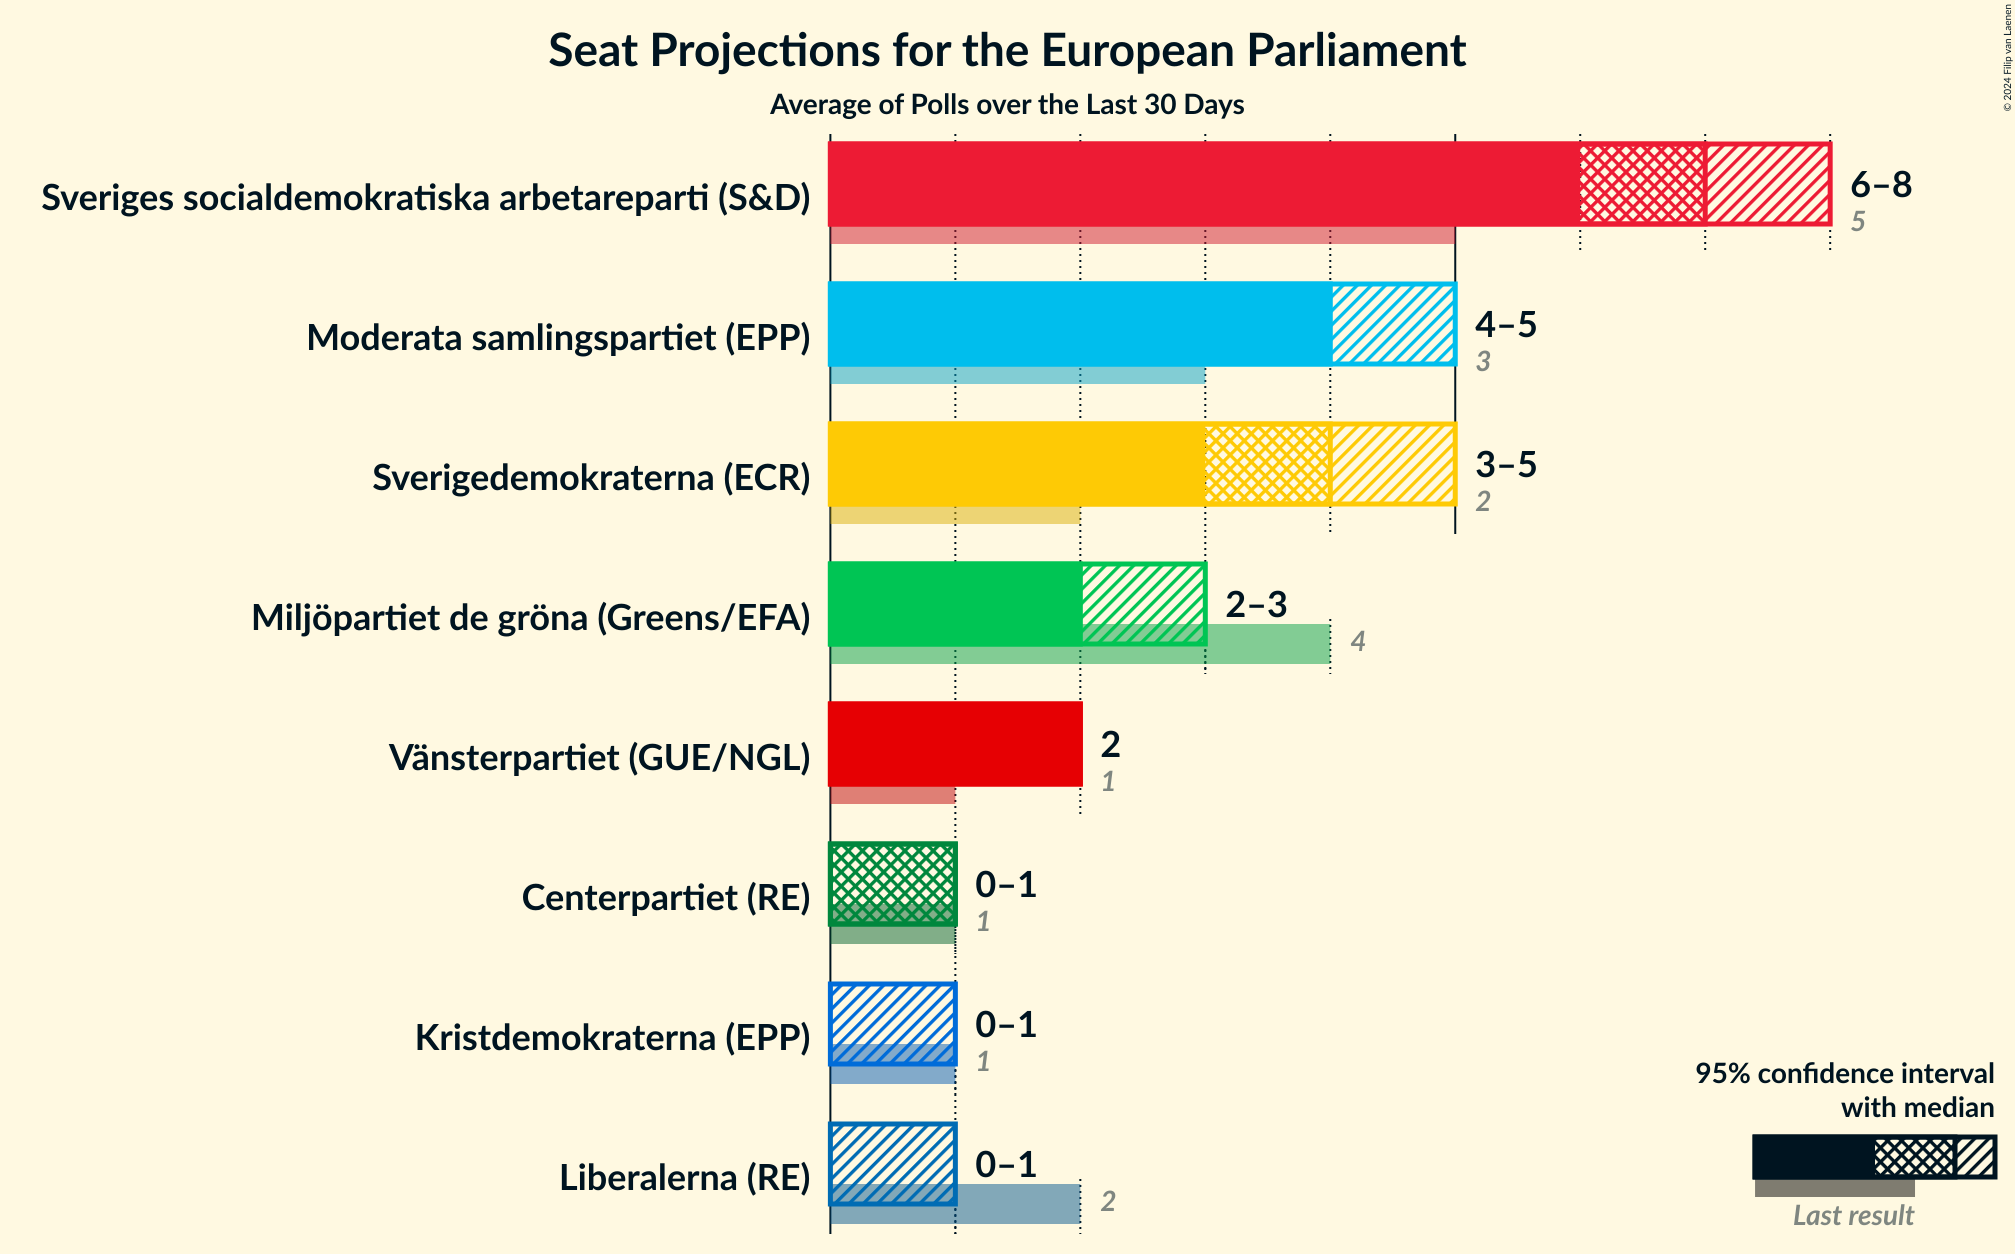 Seat Projections for the European Parliament
Average of Polls over the Last 30 Days
© 2024 Filip van Laenen
Sveriges socialdemokratiska arbetareparti (S&D)
6–8
5
Moderata samlingspartiet (EPP)
4–5
3
Sverigedemokraterna (ECR)
3–5
2
Miljöpartiet de gröna (Greens/EFA)
2–3
4
Vänsterpartiet (GUE/NGL)
2
1
Centerpartiet (RE)
0–1
1
Kristdemokraterna (EPP)
0–1
1
Liberalerna (RE)
0–1
2
95% confidence interval
with median
Last result